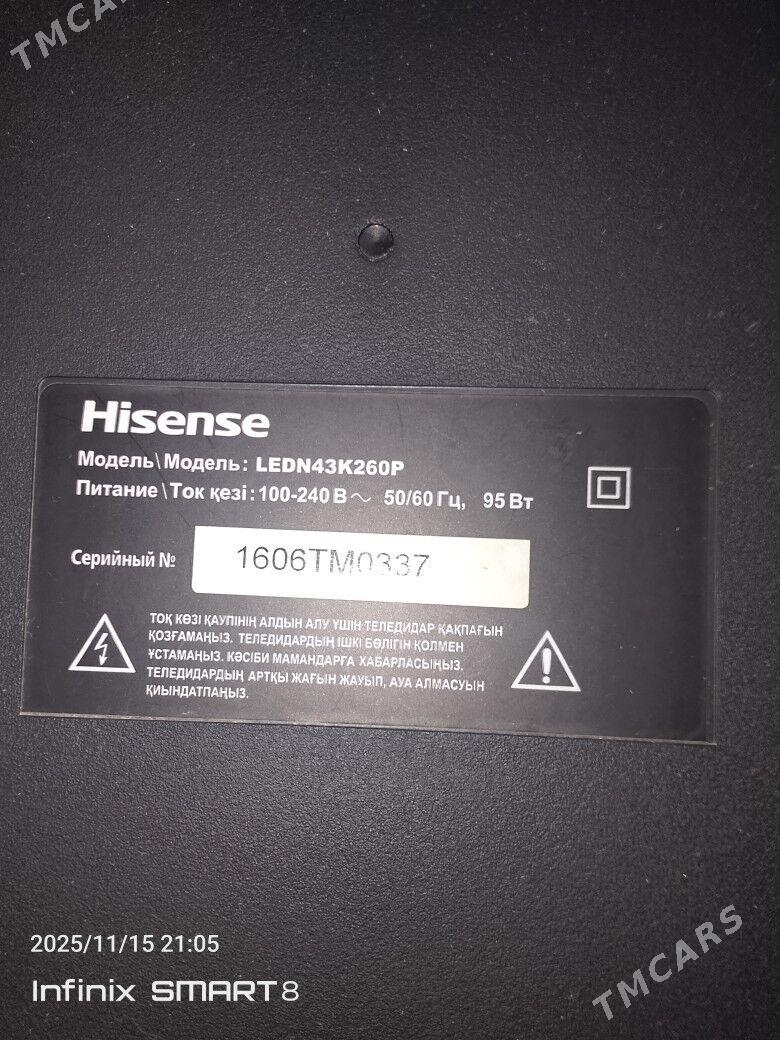 TMCARS
Hisense
Модель\Модель: LEDN43K260P
Питание\Ток қезі: 100-240 В ~ 50/60 Гц, 95 Вт
Серийный №
1606TM0337
ТОҚ КӨЗІ ҚАУПІНІҢ АЛДЫН АЛУ ҮШІН ТЕЛЕДИДАР ҚАҚПАҒЫН
ҚОЗҒАМАҢЫЗ. ТЕЛЕДИДАРДЫҢ ІШКІ БӨЛІГІН ҚОЛМЕН
ҰСТАМАҢЫЗ. КӘСІБИ МАМАНДАРҒА ХАБАРЛАСЫҢЫЗ.
ТЕЛЕДИДАРДЫҢ АРТҚЫ ЖАҒЫН ЖАУЫП, АУА АЛМАСУЫН
ҚИЫНДАТПАҢЫЗ.
2025/11/15 21:05
Infinix SMART 8
TMCARS